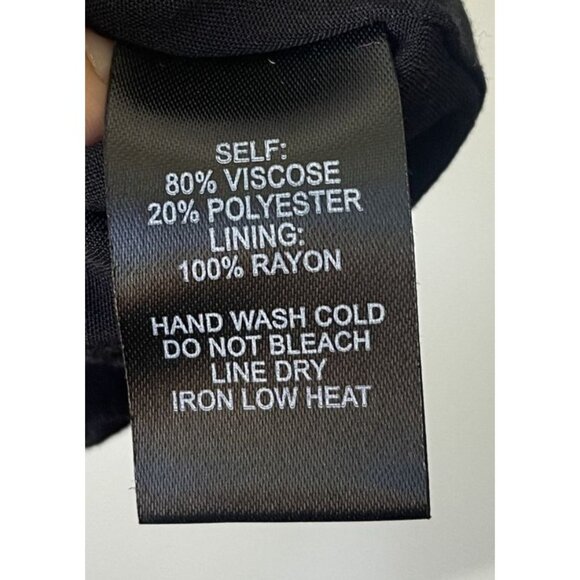 SELF:
80% VISCOSE
20% POLYESTER
LINING:
100% RAYON
HAND WASH COLD
DO NOT BLEACH
LINE DRY
IRON LOW HEAT